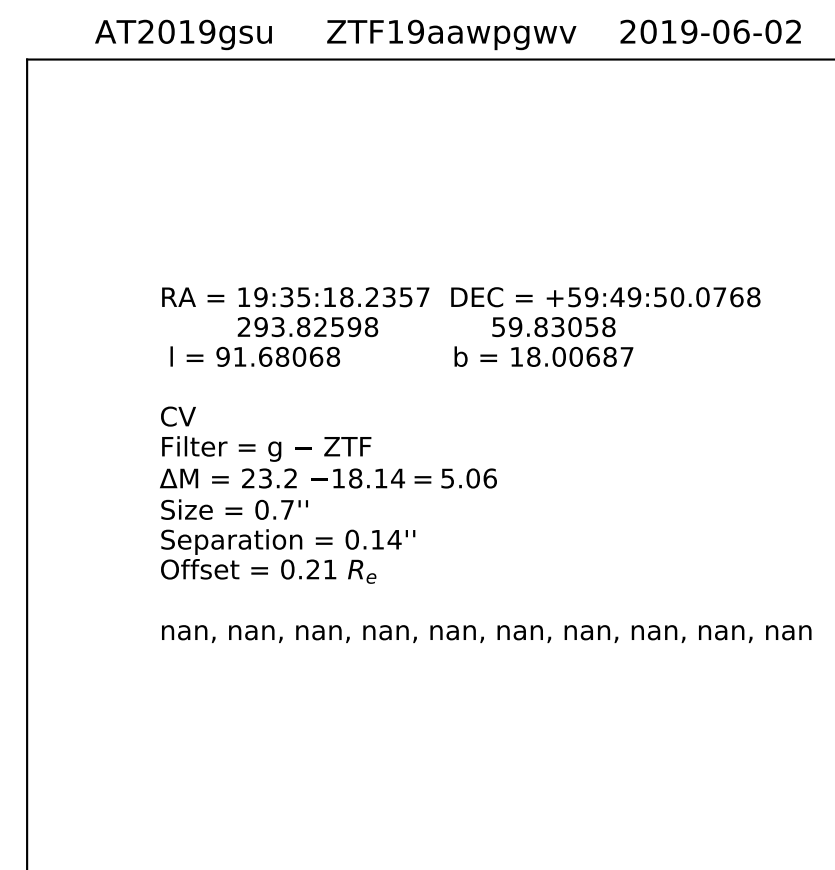 AT2019gsu ZTF19aawpgwv 2019-06-02
RA = 19:35:18.2357 DEC = +59:49:50.0768
293.82598 59.83058
l = 91.68068 b = 18.00687
CV
Filter = g − ZTF
ΔM = 23.2 −18.14 = 5.06
Size = 0.7''
Separation = 0.14''
Offset = 0.21 Rₑ
nan, nan, nan, nan, nan, nan, nan, nan, nan, nan